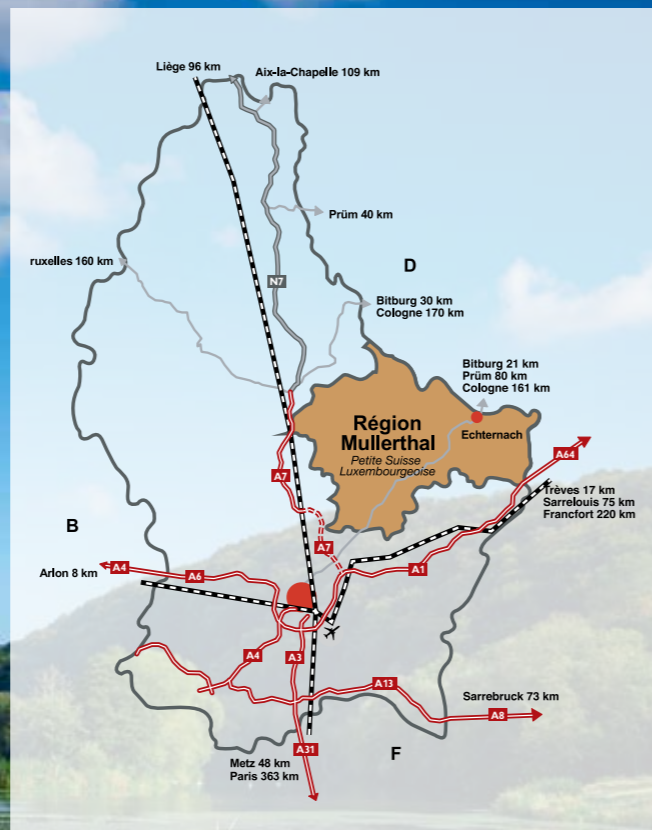 Liège 96 km
Aix-la-Chapelle 109 km
Prüm 40 km
ruxelles 160 km
D
N7
Bitburg 30 km
Cologne 170 km
Bitburg 21 km
Prüm 80 km
Cologne 161 km
Région
Mullerthal
Petite Suisse
Luxembourgeoise
Echternach
A64
A7
Trèves 17 km
Sarrelouis 75 km
Francfort 220 km
B
A7
A4
A6
A1
Arlon 8 km
A4
A3
A13
Sarrebruck 73 km
A8
A31
F
Metz 48 km
Paris 363 km